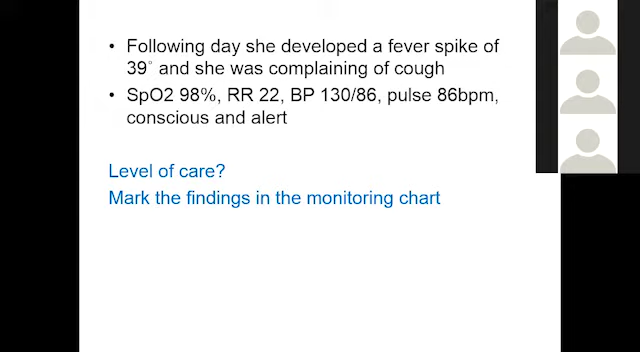 • Following day she developed a fever spike of
39° and she was complaining of cough
• SpO2 98%, RR 22, BP 130/86, pulse 86bpm,
conscious and alert
Level of care?
Mark the findings in the monitoring chart